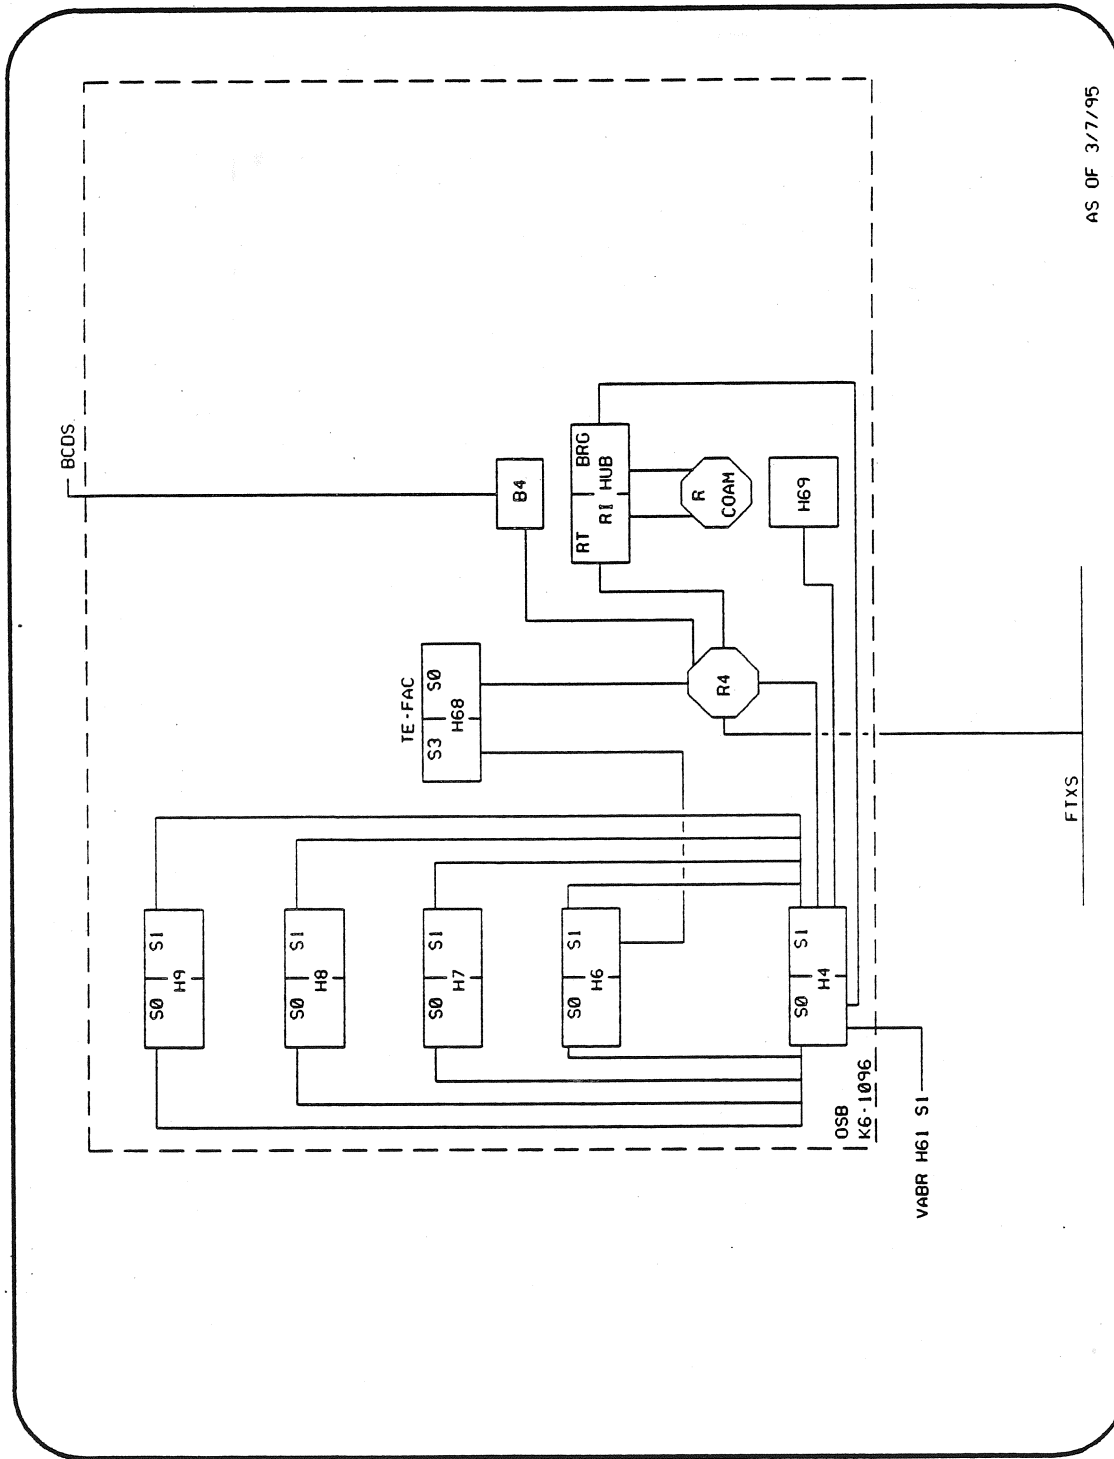 BCDS
B4
RT
BRG
RI
HUB
R
COAM
H69
TE-FAC
S3
S0
H68
R4
S0
S1
H9
S0
S1
H8
S0
S1
H7
S0
S1
H6
S0
S1
H4
OSB
K6-1096
VABR H61 S1
FTXS
AS OF 3/7/95